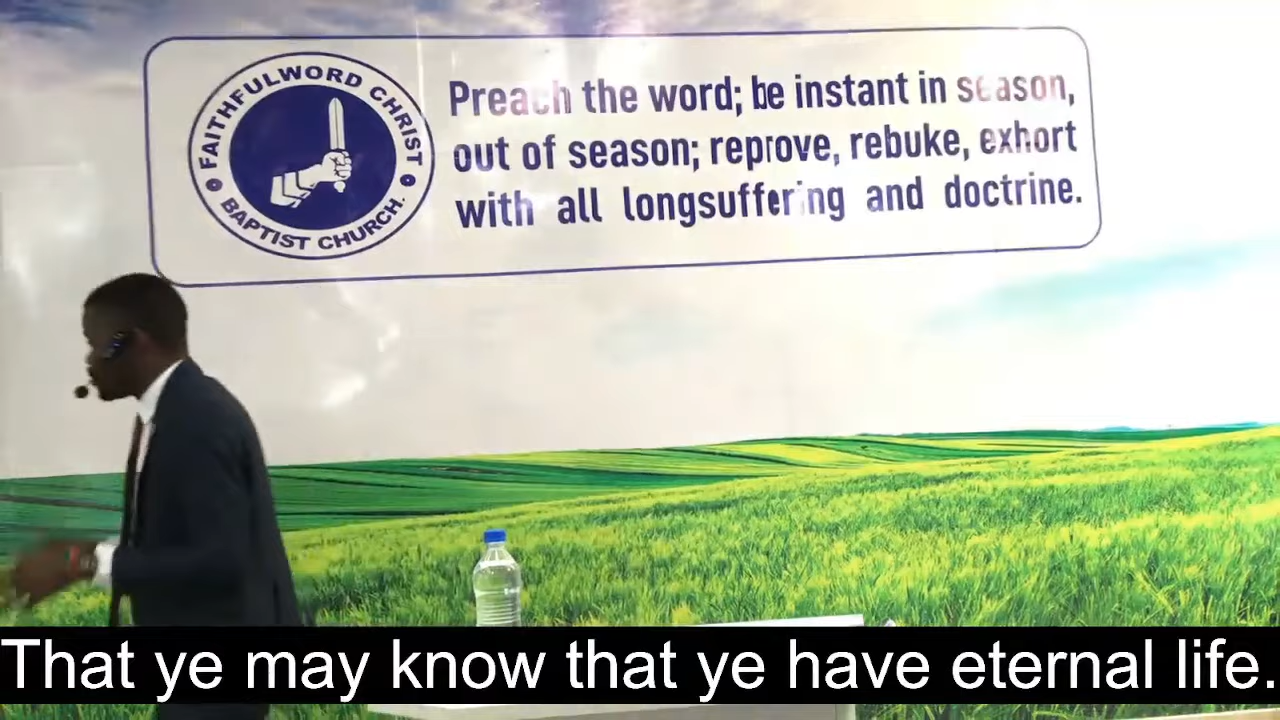 FAITHFULWORD CHRIST
BAPTIST CHURCH.
Preach the word; be instant in season,
out of season; reprove, rebuke, exhort
with all longsuffering and doctrine.
That ye may know that ye have eternal life.